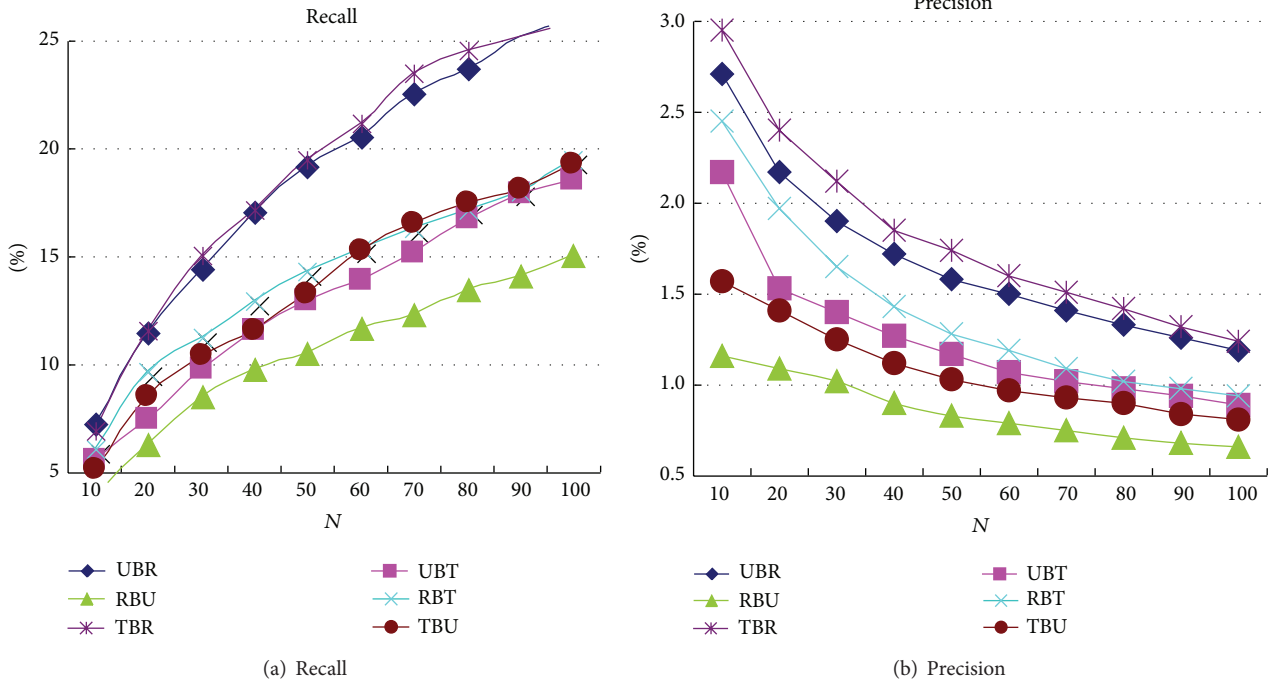 Recall
25
20
15
10
5
(%)
10 20 30 40 50 60 70 80 90 100
N
UBR
RBU
TBR
UBT
RBT
TBU
(a) Recall
Precision
3.0
2.5
2.0
1.5
1.0
0.5
(%)
10 20 30 40 50 60 70 80 90 100
N
UBR
RBU
TBR
UBT
RBT
TBU
(b) Precision